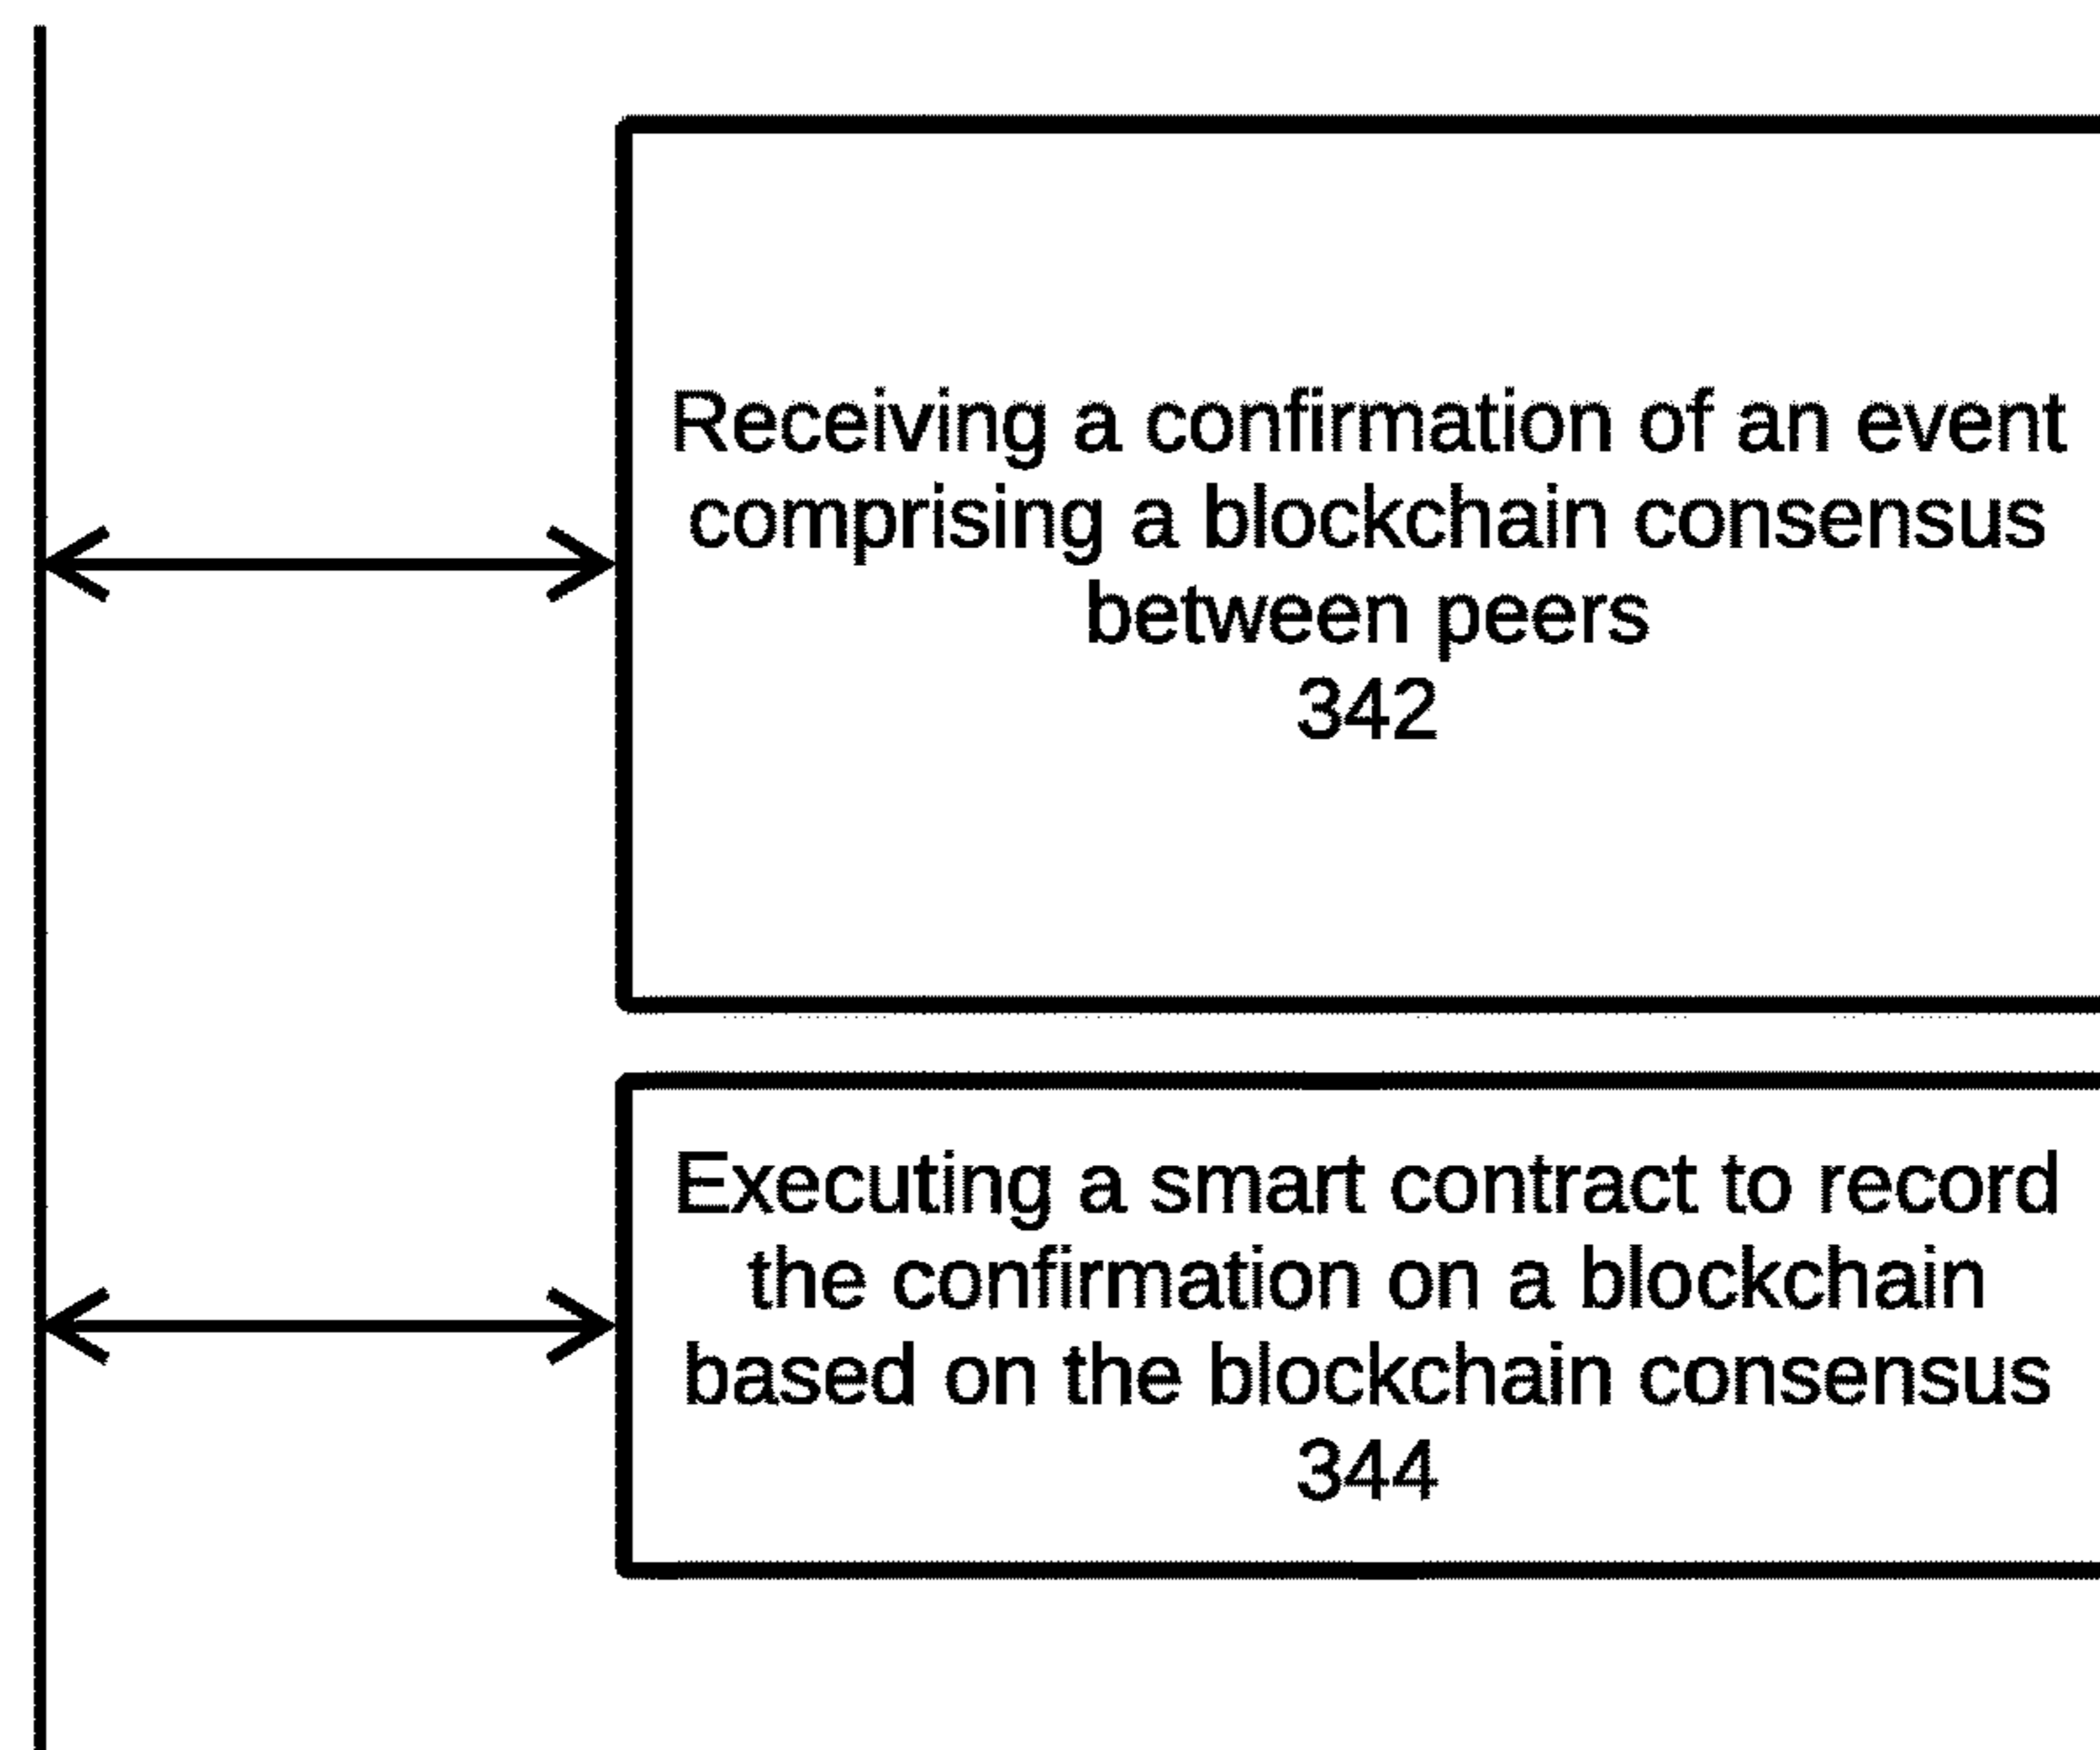 Receiving a confirmation of an event
comprising a blockchain consensus
between peers
342
Executing a smart contract to record
the confirmation on a blockchain
based on the blockchain consensus
344